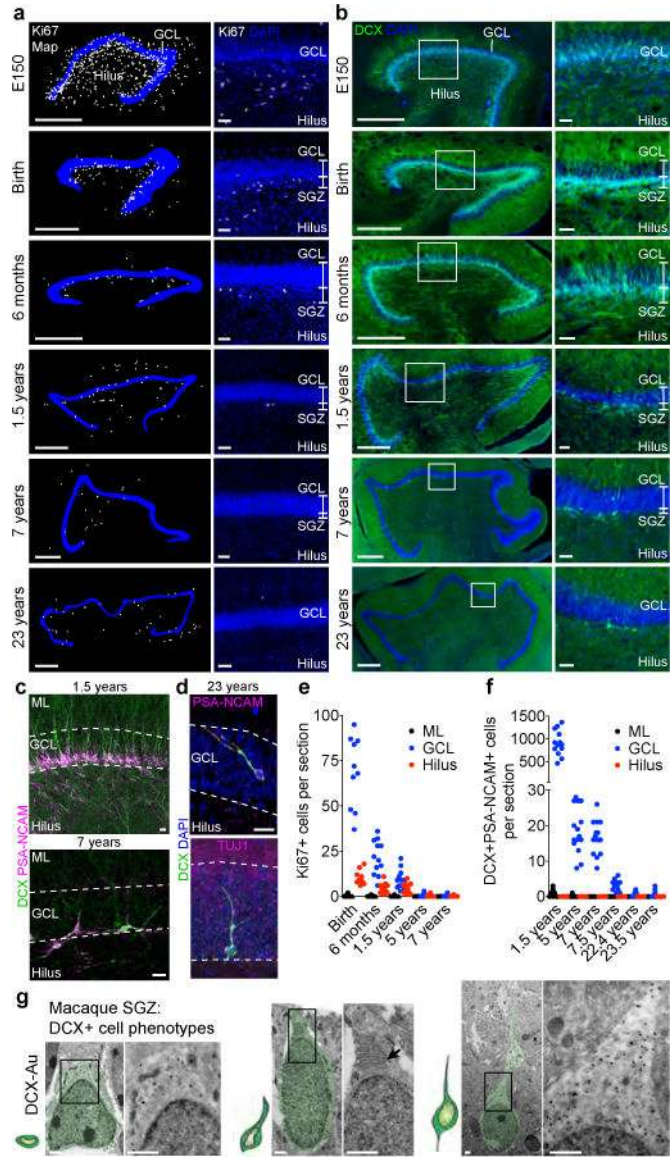 a
Ki67
Map
GCL
Hilus
E150
Ki67 DAPI
GCL
Hilus
Birth
GCL
SGZ
Hilus
6 months
GCL
SGZ
Hilus
1.5 years
GCL
SGZ
Hilus
7 years
GCL
SGZ
Hilus
23 years
GCL
Hilus
b
DCX DAPI
GCL
Hilus
E150
GCL
Hilus
Birth
GCL
SGZ
Hilus
6 months
GCL
SGZ
Hilus
1.5 years
GCL
SGZ
Hilus
7 years
GCL
SGZ
Hilus
23 years
GCL
Hilus
c
1.5 years
ML
GCL
Hilus
7 years
ML
GCL
Hilus
DCX PSA-NCAM
d
23 years
PSA-NCAM
GCL
TUJ1
DCX DAPI
e
Ki67+ cells per section
100
75
50
25
0
ML
GCL
Hilus
Birth
6 months
1.5 years
5 years
7 years
f
DCX+PSA-NCAM+ cells
per section
1500
1000
500
30
20
10
0
ML
GCL
Hilus
1.5 years
5 years
7 years
7.5 years
22.4 years
23.5 years
g
Macaque SGZ:
DCX+ cell phenotypes
DCX-Au